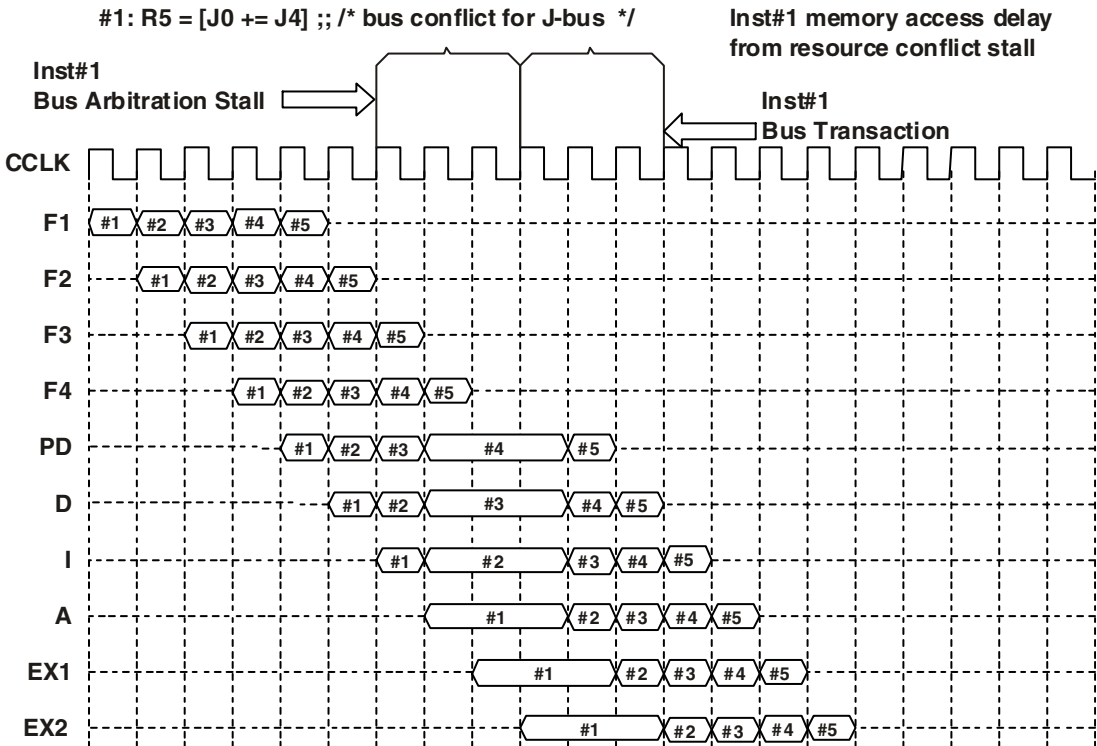 #1: R5 = [J0 += J4] ;; /* bus conflict for J-bus */
Inst#1 memory access delay
from resource conflict stall
Inst#1
Bus Arbitration Stall
Inst#1
Bus Transaction
CCLK
F1 #1 #2 #3 #4 #5
F2 #1 #2 #3 #4 #5
F3 #1 #2 #3 #4 #5
F4 #1 #2 #3 #4 #5
PD #1 #2 #3 #4 #5
D #1 #2 #3 #4 #5
I #1 #2 #3 #4 #5
A #1 #2 #3 #4 #5
EX1 #1 #2 #3 #4 #5
EX2 #1 #2 #3 #4 #5